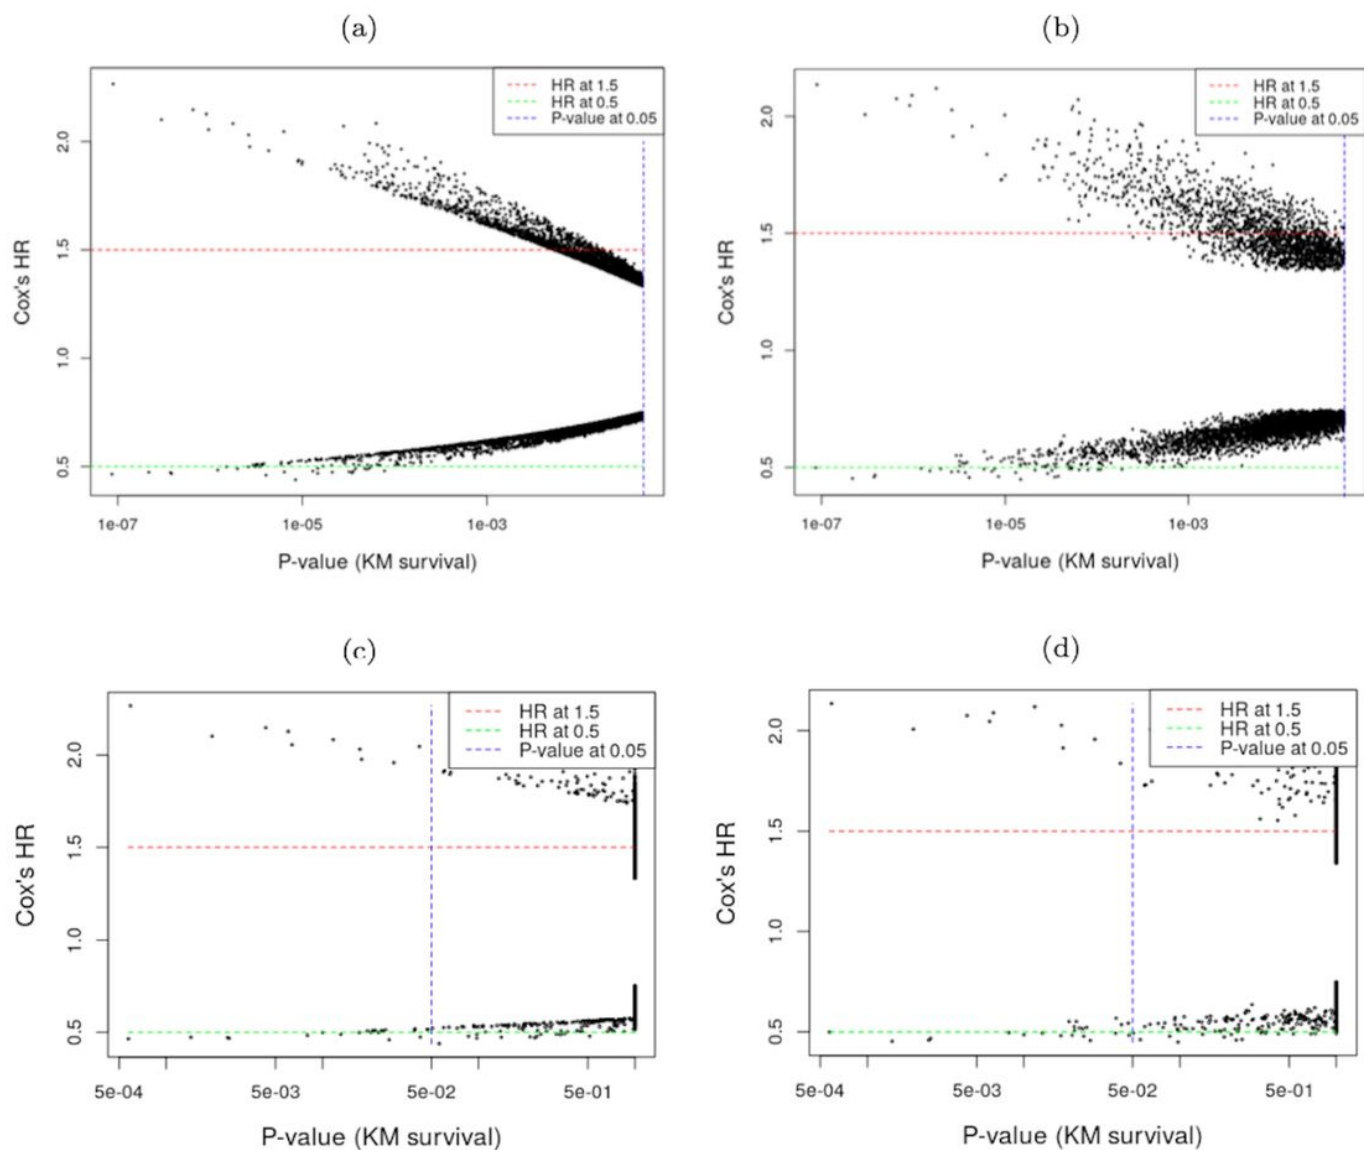 (a)
HR at 1.5
HR at 0.5
P-value at 0.05
Cox's HR
2.0
1.5
1.0
0.5
1e-07
1e-05
1e-03
P-value (KM survival)
(b)
HR at 1.5
HR at 0.5
P-value at 0.05
Cox's HR
2.0
1.5
1.0
0.5
1e-07
1e-05
1e-03
P-value (KM survival)
(c)
HR at 1.5
HR at 0.5
P-value at 0.05
Cox's HR
2.0
1.5
1.0
0.5
5e-04
5e-03
5e-02
5e-01
P-value (KM survival)
(d)
HR at 1.5
HR at 0.5
P-value at 0.05
Cox's HR
2.0
1.5
1.0
0.5
5e-04
5e-03
5e-02
5e-01
P-value (KM survival)